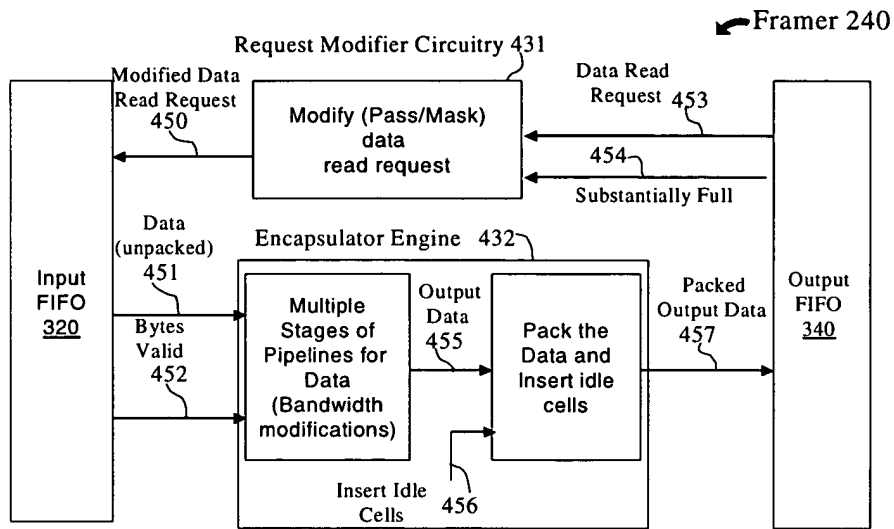 Framer 240
Request Modifier Circuitry 431
Modified Data
Read Request
450
Modify (Pass/Mask)
data
read request
Data Read
Request
453
454
Substantially Full
Data
(unpacked)
451
Bytes
Valid
452
Input
FIFO
320
Encapsulator Engine 432
Multiple
Stages of
Pipelines for
Data
(Bandwidth
modifications)
Output
Data
455
Pack the
Data and
Insert idle
cells
Insert Idle
Cells
456
Packed
Output Data
457
Output
FIFO
340